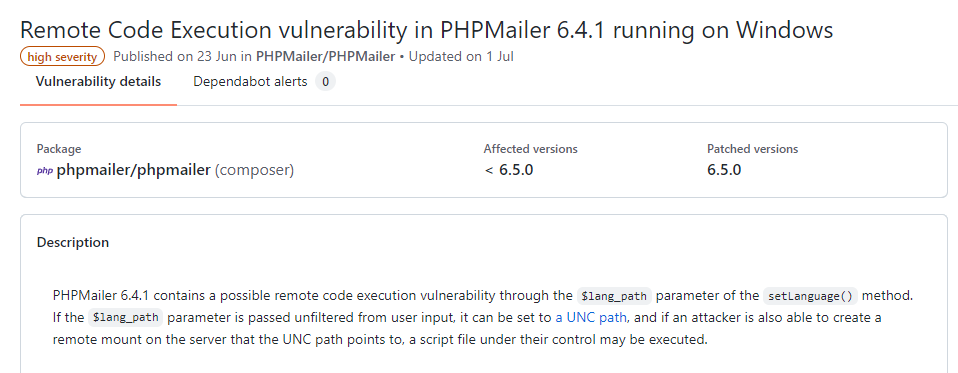 Remote Code Execution vulnerability in PHPMailer 6.4.1 running on Windows
high severity Published on 23 Jun in PHPMailer/PHPMailer • Updated on 1 Jul
Vulnerability details Dependabot alerts 0
Package Affected versions Patched versions
php phpmailer/phpmailer (composer) < 6.5.0 6.5.0
Description
PHPMailer 6.4.1 contains a possible remote code execution vulnerability through the $lang_path parameter of the setLanguage() method.
If the $lang_path parameter is passed unfiltered from user input, it can be set to a UNC path, and if an attacker is also able to create a
remote mount on the server that the UNC path points to, a script file under their control may be executed.